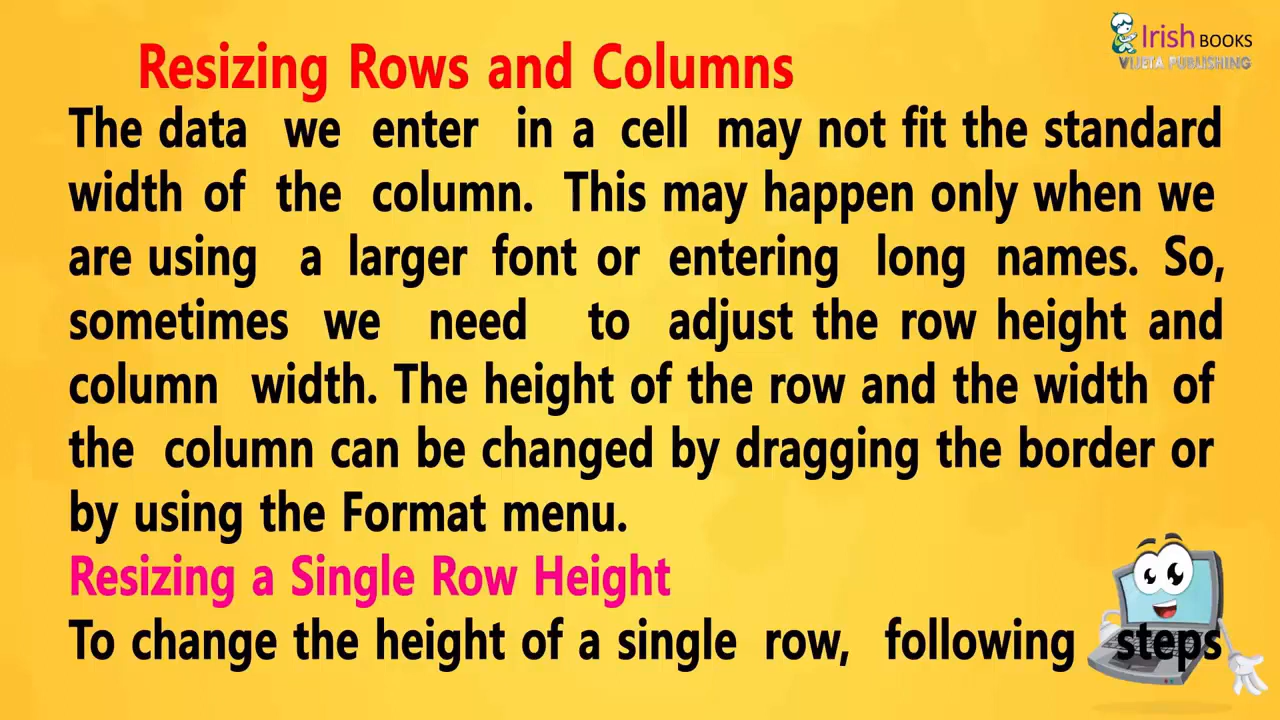 Irish BOOKS
VIJETA PUBLISHING
Resizing Rows and Columns
The data we enter in a cell may not fit the standard
width of the column. This may happen only when we
are using a larger font or entering long names. So,
sometimes we need to adjust the row height and
column width. The height of the row and the width of
the column can be changed by dragging the border or
by using the Format menu.
Resizing a Single Row Height
To change the height of a single row, following steps